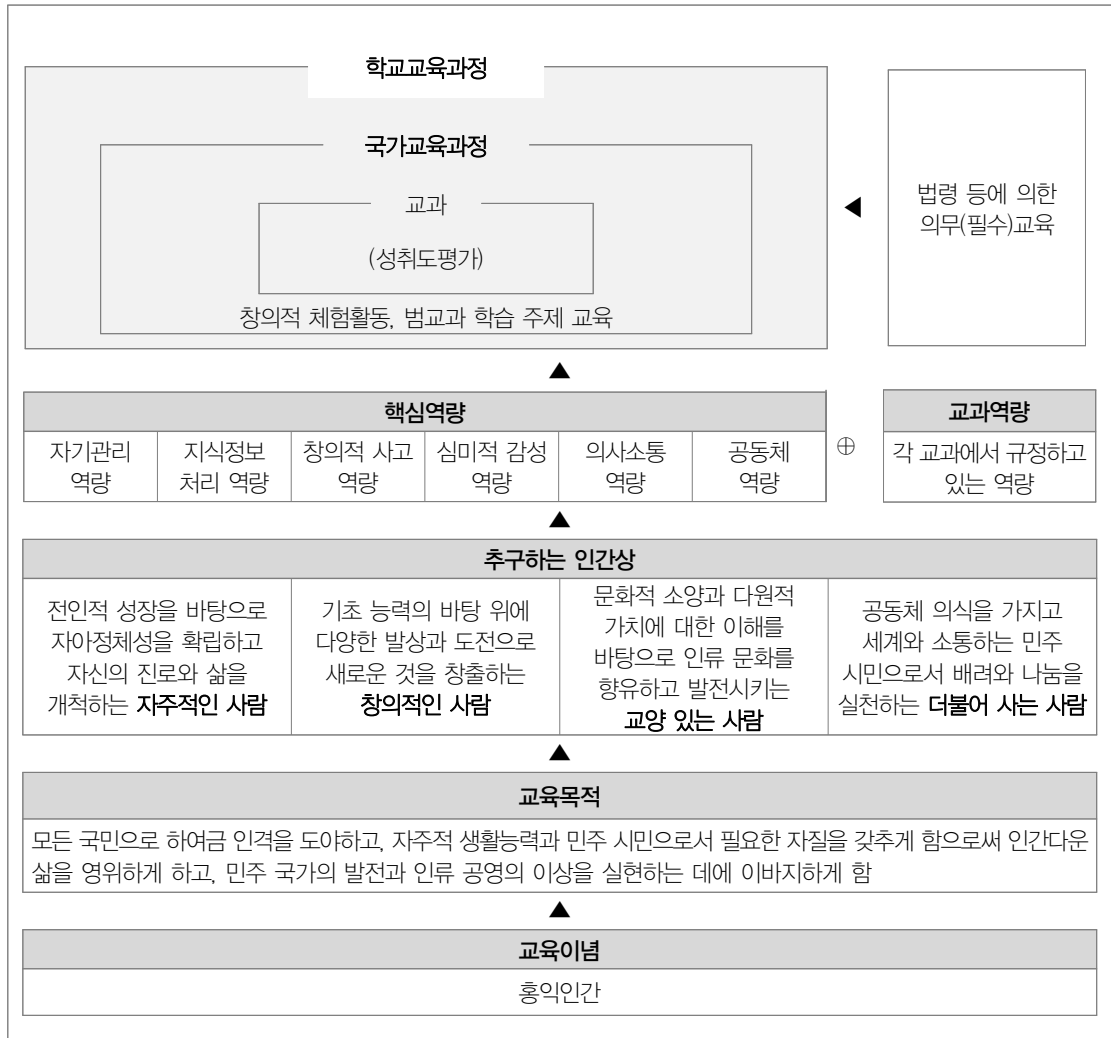 학교교육과정
국가교육과정
교과
(성취도평가)
창의적 체험활동, 범교과 학습 주제 교육
◀
법령 등에 의한
의무(필수)교육
▲
핵심역량
자기관리
역량
지식정보
처리 역량
창의적 사고
역량
심미적 감성
역량
의사소통
역량
공동체
역량
⊕
교과역량
각 교과에서 규정하고
있는 역량
▲
추구하는 인간상
전인적 성장을 바탕으로
자아정체성을 확립하고
자신의 진로와 삶을
개척하는 자주적인 사람
기초 능력의 바탕 위에
다양한 발상과 도전으로
새로운 것을 창출하는
창의적인 사람
문화적 소양과 다원적
가치에 대한 이해를
바탕으로 인류 문화를
향유하고 발전시키는
교양 있는 사람
공동체 의식을 가지고
세계와 소통하는 민주
시민으로서 배려와 나눔을
실천하는 더불어 사는 사람
▲
교육목적
모든 국민으로 하여금 인격을 도야하고, 자주적 생활능력과 민주 시민으로서 필요한 자질을 갖추게 함으로써 인간다운
삶을 영위하게 하고, 민주 국가의 발전과 인류 공영의 이상을 실현하는 데에 이바지하게 함
▲
교육이념
홍익인간